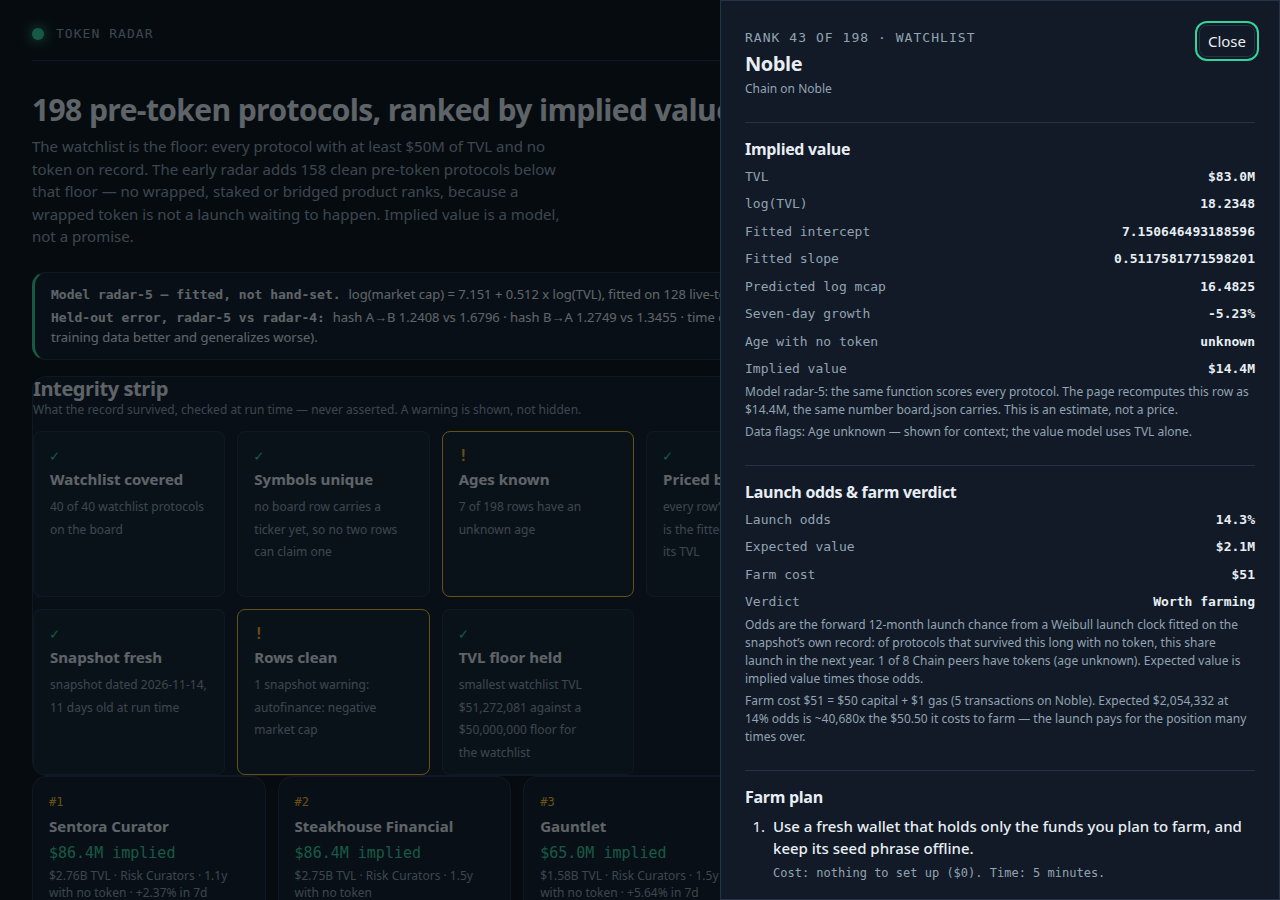 TOKEN RADAR
198 pre-token protocols, ranked by implied value
The watchlist is the floor: every protocol with at least $50M of TVL and no
token on record. The early radar adds 158 clean pre-token protocols below
that floor — no wrapped, staked or bridged product ranks, because a
wrapped token is not a launch waiting to happen. Implied value is a model,
not a promise.
Model radar-5 — fitted, not hand-set. log(market cap) = 7.151 + 0.512 x log(TVL), fitted on 128 live-t
Held-out error, radar-5 vs radar-4: hash A→B 1.2408 vs 1.6796 · hash B→A 1.2749 vs 1.3455 · time
training data better and generalizes worse).
Integrity strip
What the record survived, checked at run time — never asserted. A warning is shown, not hidden.
✓
Watchlist covered
40 of 40 watchlist protocols
on the board
✓
Symbols unique
no board row carries a
ticker yet, so no two rows
can claim one
!
Ages known
7 of 198 rows have an
unknown age
✓
Priced b
every row'
is the fitte
its TVL
✓
Snapshot fresh
snapshot dated 2026-11-14,
11 days old at run time
!
Rows clean
1 snapshot warning:
autofinance: negative
market cap
✓
TVL floor held
smallest watchlist TVL
$51,272,081 against a
$50,000,000 floor for
the watchlist
#1
Sentora Curator
$86.4M implied
$2.76B TVL · Risk Curators · 1.1y
with no token · +2.37% in 7d
#2
Steakhouse Financial
$86.4M implied
$2.75B TVL · Risk Curators · 1.5y
with no token
#3
Gauntlet
$65.0M implied
$1.58B TVL · Risk Curators · 1.5y
with no token · +5.64% in 7d
RANK 43 OF 198 · WATCHLIST
Noble
Chain on Noble
Close
Implied value
TVL $83.0M
log(TVL) 18.2348
Fitted intercept 7.150646493188596
Fitted slope 0.5117581771598201
Predicted log mcap 16.4825
Seven-day growth -5.23%
Age with no token unknown
Implied value $14.4M
Model radar-5: the same function scores every protocol. The page recomputes this row as
$14.4M, the same number board.json carries. This is an estimate, not a price.
Data flags: Age unknown — shown for context; the value model uses TVL alone.
Launch odds & farm verdict
Launch odds 14.3%
Expected value $2.1M
Farm cost $51
Verdict Worth farming
Odds are the forward 12-month launch chance from a Weibull launch clock fitted on the
snapshot's own record: of protocols that survived this long with no token, this share
launch in the next year. 1 of 8 Chain peers have tokens (age unknown). Expected value is
implied value times those odds.
Farm cost $51 = $50 capital + $1 gas (5 transactions on Noble). Expected $2,054,332 at
14% odds is ~40,680x the $50.50 it costs to farm — the launch pays for the position many
times over.
Farm plan
1. Use a fresh wallet that holds only the funds you plan to farm, and
keep its seed phrase offline.
Cost: nothing to set up ($0). Time: 5 minutes.